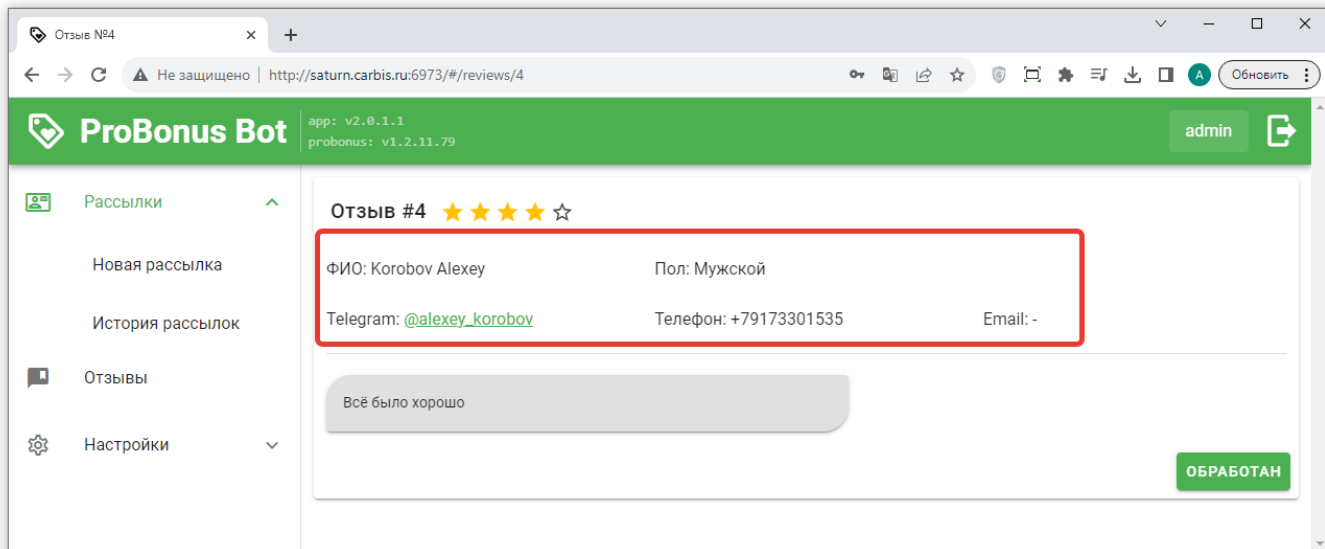 Отзыв №4
Не защищено http://saturn.carbis.ru:6973/#/reviews/4 A Обновить
ProBonus Bot
app: v2.0.1.1
probonus: v1.2.11.79
admin
Рассылки
Новая рассылка
История рассылок
Отзывы
Настройки
Отзыв #4
ФИО: Korobov Alexey Пол: Мужской
Telegram: @alexey_korobov Телефон: +79173301535 Email: -
Всё было хорошо
ОБРАБОТАН